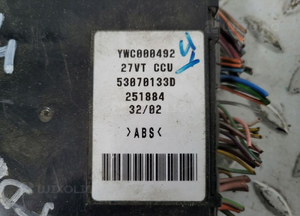 YWC000492
27VT CCU
53070133D
251884
32/02
>ABS<